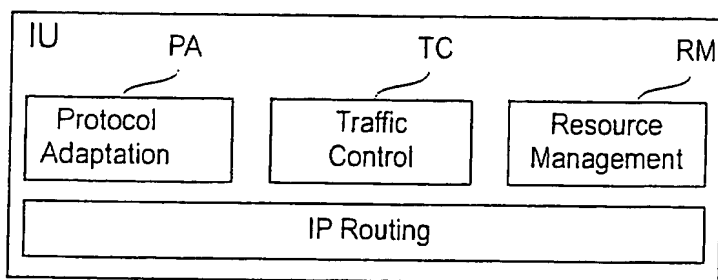 IU
PA
TC
RM
Protocol
Adaptation
Traffic
Control
Resource
Management
IP Routing